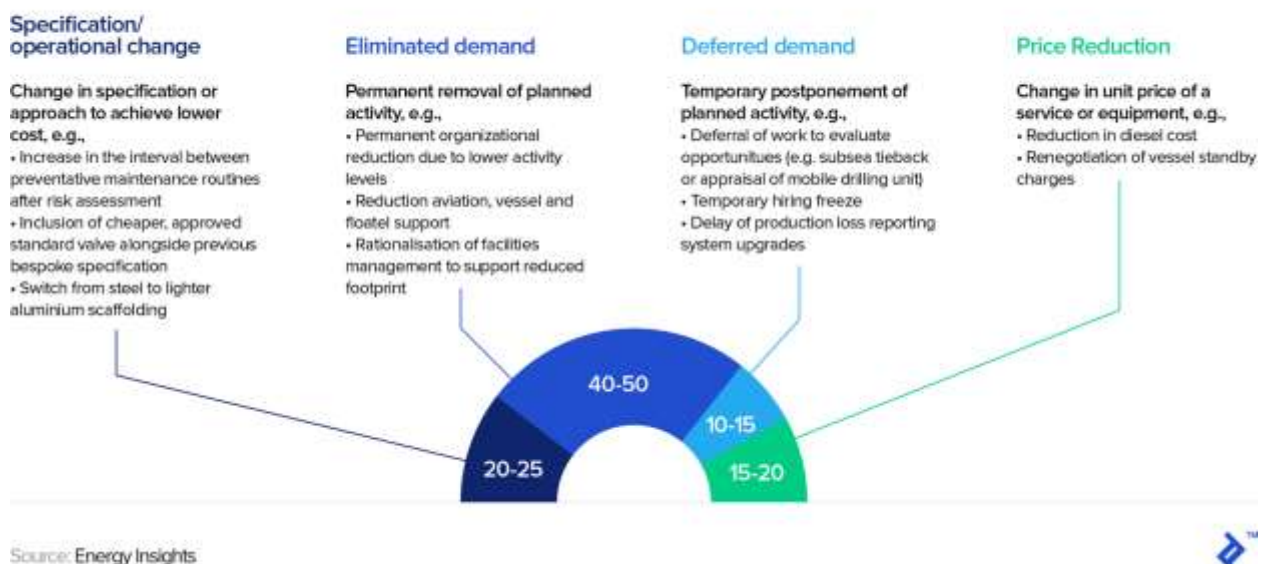 Specification/
operational change
Change in specification or
approach to achieve lower
cost, e.g.,
• Increase in the interval between
preventative maintenance routines
after risk assessment
• Inclusion of cheaper, approved
standard valve alongside previous
bespoke specification
• Switch from steel to lighter
aluminium scaffolding
Eliminated demand
Permanent removal of planned
activity, e.g.,
• Permanent organizational
reduction due to lower activity
levels
• Reduction aviation, vessel and
floatel support
• Rationalisation of facilities
management to support reduced
footprint
Deferred demand
Temporary postponement of
planned activity, e.g.,
• Deferral of work to evaluate
opportunitues (e.g. subsea tieback
or appraisal of mobile drilling unit)
• Temporary hiring freeze
• Delay of production loss reporting
system upgrades
Price Reduction
Change in unit price of a
service or equipment, e.g.,
• Reduction in diesel cost
• Renegotiation of vessel standby
charges
20-25
40-50
10-15
15-20
Source: Energy Insights
TM